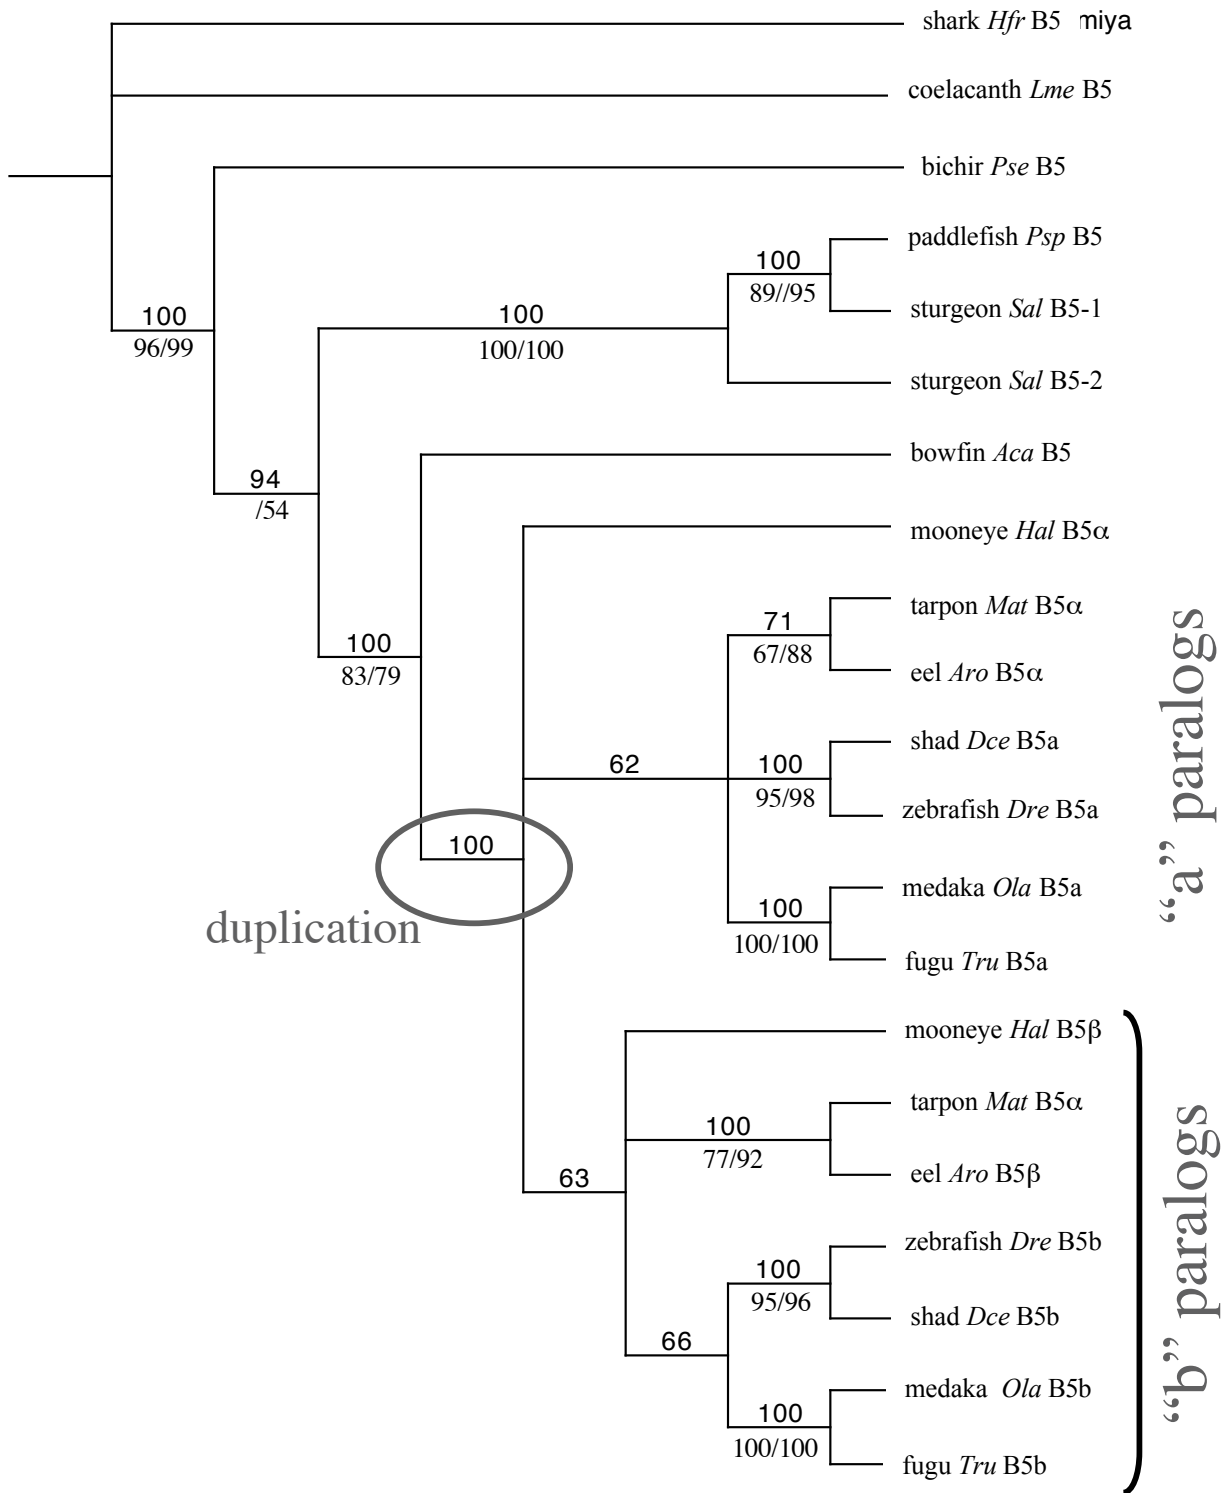 shark Hfr B5 miya
coelacanth Lme B5
bichir Pse B5
paddlefish Psp B5
100
89//95
sturgeon Sal B5-1
100
96/99
100
100/100
sturgeon Sal B5-2
bowfin Aca B5
94
/54
mooneye Hal B5α
tarpon Mat B5α
71
67/88
eel Aro B5α
100
83/79
shad Dce B5a
62
100
95/98
zebrafish Dre B5a
100
duplication
medaka Ola B5a
100
100/100
fugu Tru B5a
“a” paralogs
mooneye Hal B5β
tarpon Mat B5α
100
77/92
eel Aro B5β
63
zebrafish Dre B5b
100
95/96
shad Dce B5b
66
medaka Ola B5b
100
100/100
fugu Tru B5b
“b” paralogs